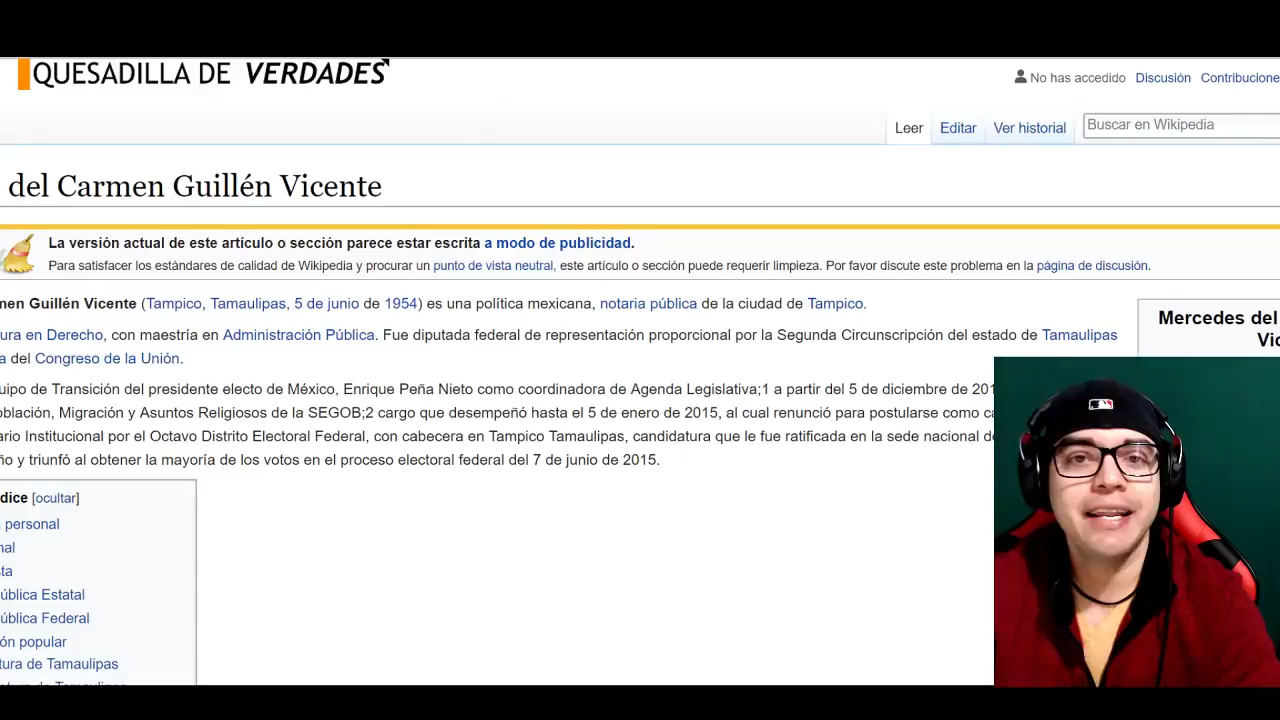 QUESADILLA DE VERDADES
No has accedido Discusión Contribucione
Leer Editar Ver historial Buscar en Wikipedia
del Carmen Guillén Vicente
La versión actual de este artículo o sección parece estar escrita a modo de publicidad.
Para satisfacer los estándares de calidad de Wikipedia y procurar un punto de vista neutral, este artículo o sección puede requerir limpieza. Por favor discute este problema en la página de discusión.
men Guillén Vicente (Tampico, Tamaulipas, 5 de junio de 1954) es una política mexicana, notaria pública de la ciudad de Tampico.
ura en Derecho, con maestría en Administración Pública. Fue diputada federal de representación proporcional por la Segunda Circunscripción del estado de Tamaulipas
a del Congreso de la Unión.
uipo de Transición del presidente electo de México, Enrique Peña Nieto como coordinadora de Agenda Legislativa;1 a partir del 5 de diciembre de 201
oblación, Migración y Asuntos Religiosos de la SEGOB;2 cargo que desempeñó hasta el 5 de enero de 2015, al cual renunció para postularse como ca
ario Institucional por el Octavo Distrito Electoral Federal, con cabecera en Tampico Tamaulipas, candidatura que le fue ratificada en la sede nacional de
ño y triunfó al obtener la mayoría de los votos en el proceso electoral federal del 7 de junio de 2015.
Mercedes del
Vic
dice [ocultar]
personal
nal
sta
ública Estatal
ública Federal
ón popular
tura de Tamaulipas